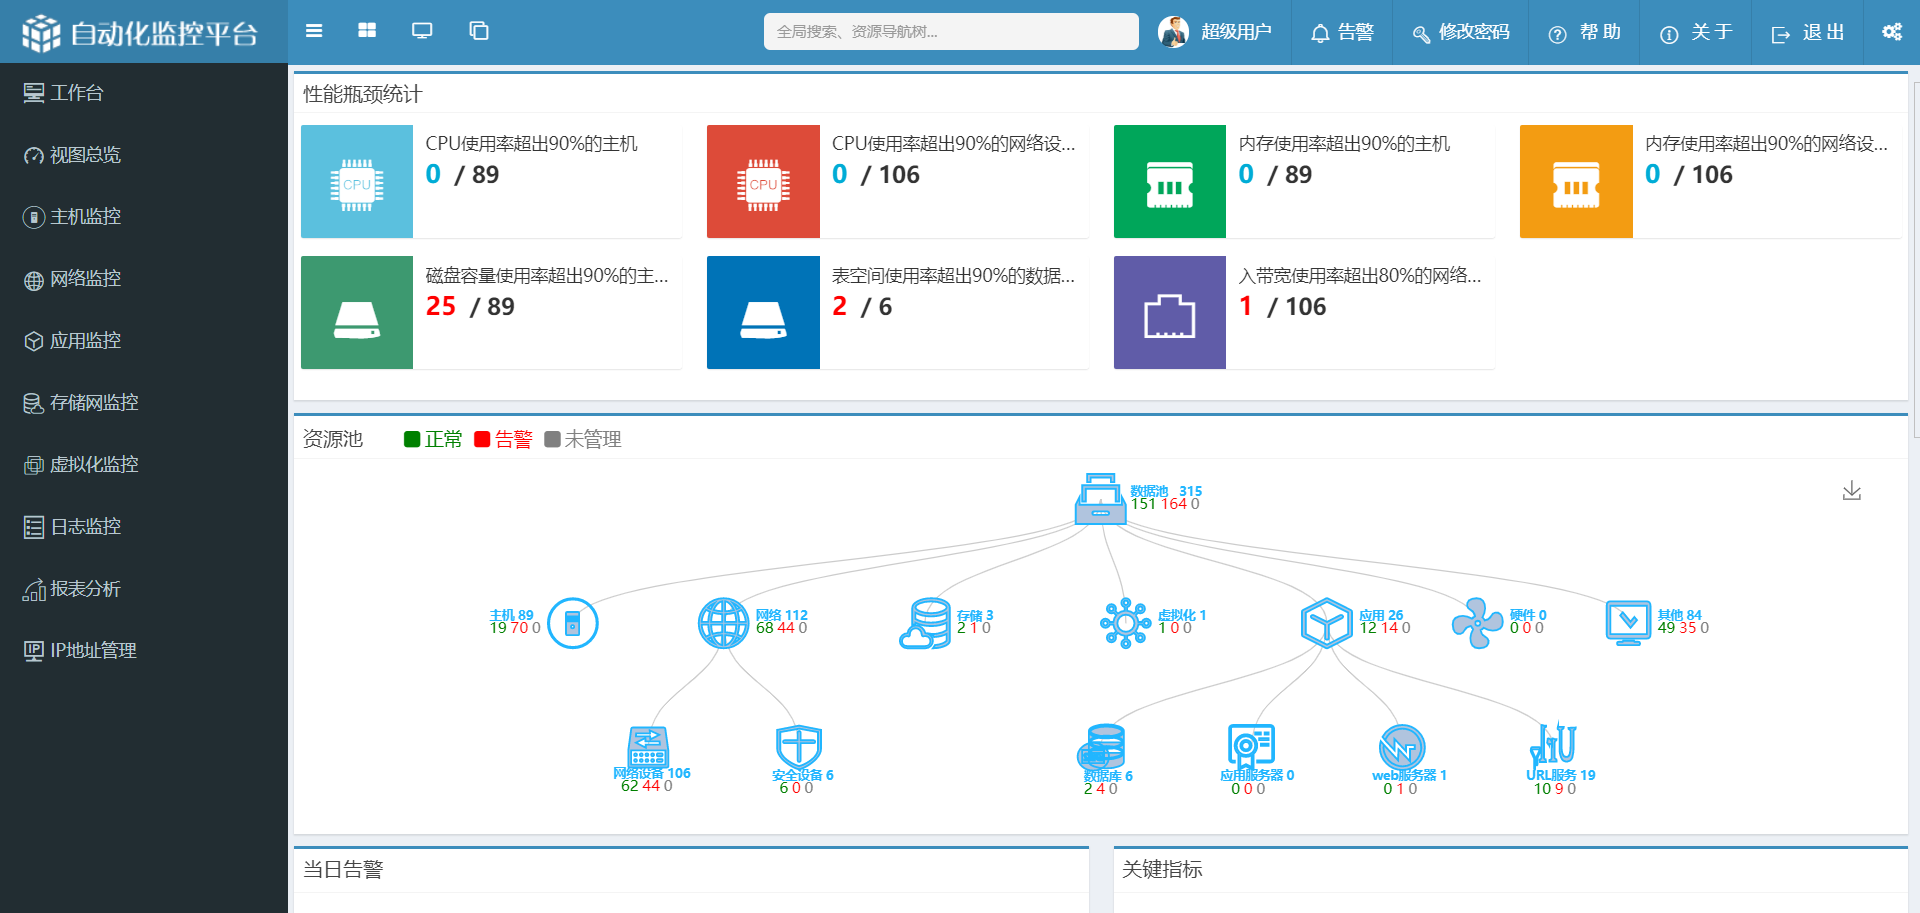 自动化监控平台
全局搜索、资源导航树...
超级用户
告警
修改密码
帮 助
关 于
退 出
工作台
视图总览
主机监控
网络监控
应用监控
存储网监控
虚拟化监控
日志监控
报表分析
IP地址管理
性能瓶颈统计
CPU使用率超出90%的主机
0 / 89
CPU使用率超出90%的网络设...
0 / 106
内存使用率超出90%的主机
0 / 89
内存使用率超出90%的网络设...
0 / 106
磁盘容量使用率超出90%的主...
25 / 89
表空间使用率超出90%的数据...
2 / 6
入带宽使用率超出80%的网络...
1 / 106
CPU
CPU
资源池
正常 告警 未管理
数据池 315
151 164 0
主机 89
19 70 0
网络 112
68 44 0
存储 3
2 1 0
虚拟化 1
1 0 0
应用 26
12 14 0
硬件 0
0 0 0
其他 84
49 35 0
网络设备 106
62 44 0
安全设备 6
6 0 0
数据库 6
2 4 0
应用服务器 0
0 0 0
web服务器 1
0 1 0
URL服务 19
10 9 0
当日告警
关键指标